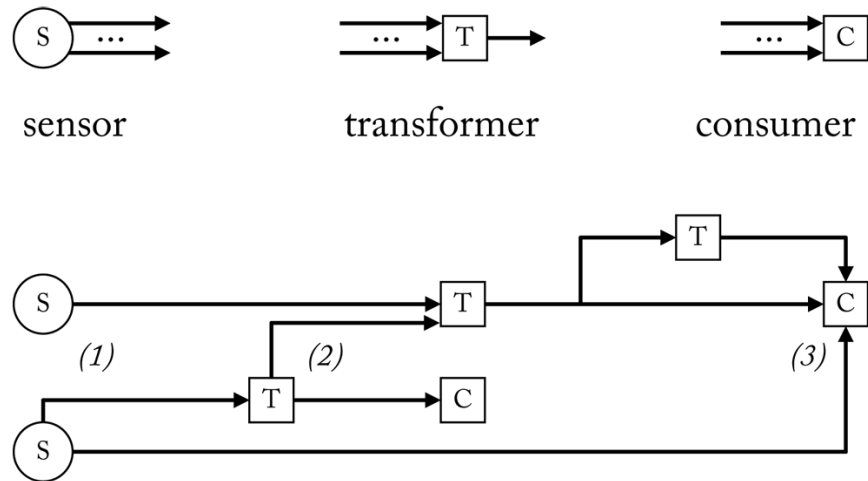 S ... ... T ... C
sensor transformer consumer
T
S T C
(1) (2) (3)
T C
S